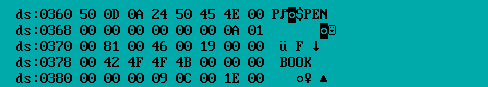 ds:0360 50 0D 0A 24 50 45 4E 00 P♪◙$PEN
ds:0368 00 00 00 00 00 00 0A 01 ◙☺
ds:0370 00 81 00 46 00 19 00 00 ü F ↓
ds:0378 00 42 4F 4F 4B 00 00 00 BOOK
ds:0380 00 00 00 09 0C 00 1E 00 ○♀ ▲